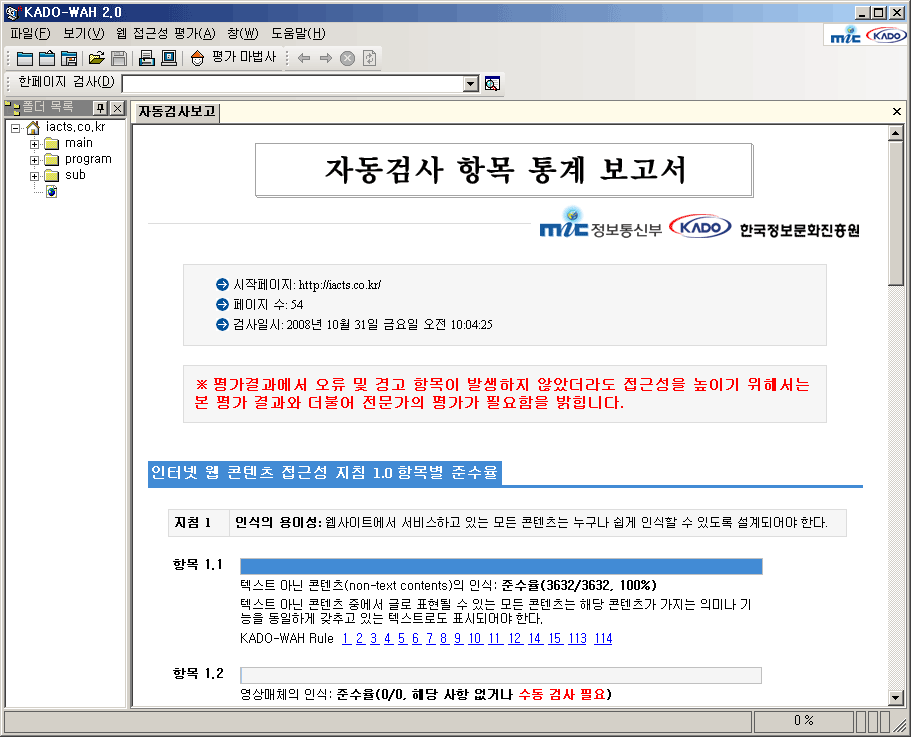 KADO-WAH 2.0
파일(F) 보기(V) 웹 접근성 평가(A) 창(W) 도움말(H)
mic KADO
평가 마법사
한페이지 검사(D)
폴더 목록
자동검사보고
iacts.co.kr
main
program
sub
자동검사 항목 통계 보고서
mic 정보통신부 KADO 한국정보문화진흥원
시작페이지: http://iacts.co.kr/
페이지 수: 54
검사일시: 2008년 10월 31일 금요일 오전 10:04:25
※ 평가결과에서 오류 및 경고 항목이 발생하지 않았더라도 접근성을 높이기 위해서는
본 평가 결과와 더불어 전문가의 평가가 필요함을 밝힙니다.
인터넷 웹 콘텐츠 접근성 지침 1.0 항목별 준수율
지침 1 인식의 용이성: 웹사이트에서 서비스하고 있는 모든 콘텐츠는 누구나 쉽게 인식할 수 있도록 설계되어야 한다.
항목 1.1
텍스트 아닌 콘텐츠(non-text contents)의 인식: 준수율(3632/3632, 100%)
텍스트 아닌 콘텐츠 중에서 글로 표현될 수 있는 모든 콘텐츠는 해당 콘텐츠가 가지는 의미나 기
능을 동일하게 갖추고 있는 텍스트로도 표시되어야 한다.
KADO-WAH Rule 1 2 3 4 5 6 7 8 9 10 11 12 14 15 113 114
항목 1.2
영상매체의 인식: 준수율(0/0, 해당 사항 없거나 수동 검사 필요)
0 %